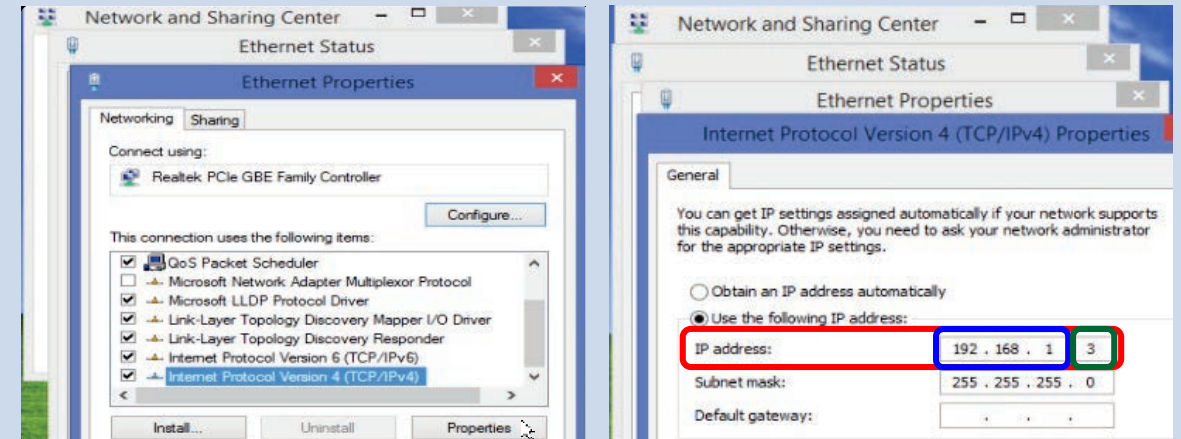 Network and Sharing Center
Ethernet Status
Ethernet Properties
Networking
Sharing
Connect using:
Realtek PCIe GBE Family Controller
Configure...
This connection uses the following items:
QoS Packet Scheduler
Microsoft Network Adapter Multiplexor Protocol
Microsoft LLDP Protocol Driver
Link-Layer Topology Discovery Mapper I/O Driver
Link-Layer Topology Discovery Responder
Internet Protocol Version 6 (TCP/IPv6)
Internet Protocol Version 4 (TCP/IPv4)
Install...
Uninstall
Properties
Network and Sharing Center
Ethernet Status
Ethernet Properties
Internet Protocol Version 4 (TCP/IPv4) Properties
General
You can get IP settings assigned automatically if your network supports
this capability. Otherwise, you need to ask your network administrator
for the appropriate IP settings.
Obtain an IP address automatically
Use the following IP address:
IP address: 192 . 168 . 1 . 3
Subnet mask: 255 . 255 . 255 . 0
Default gateway: . . .